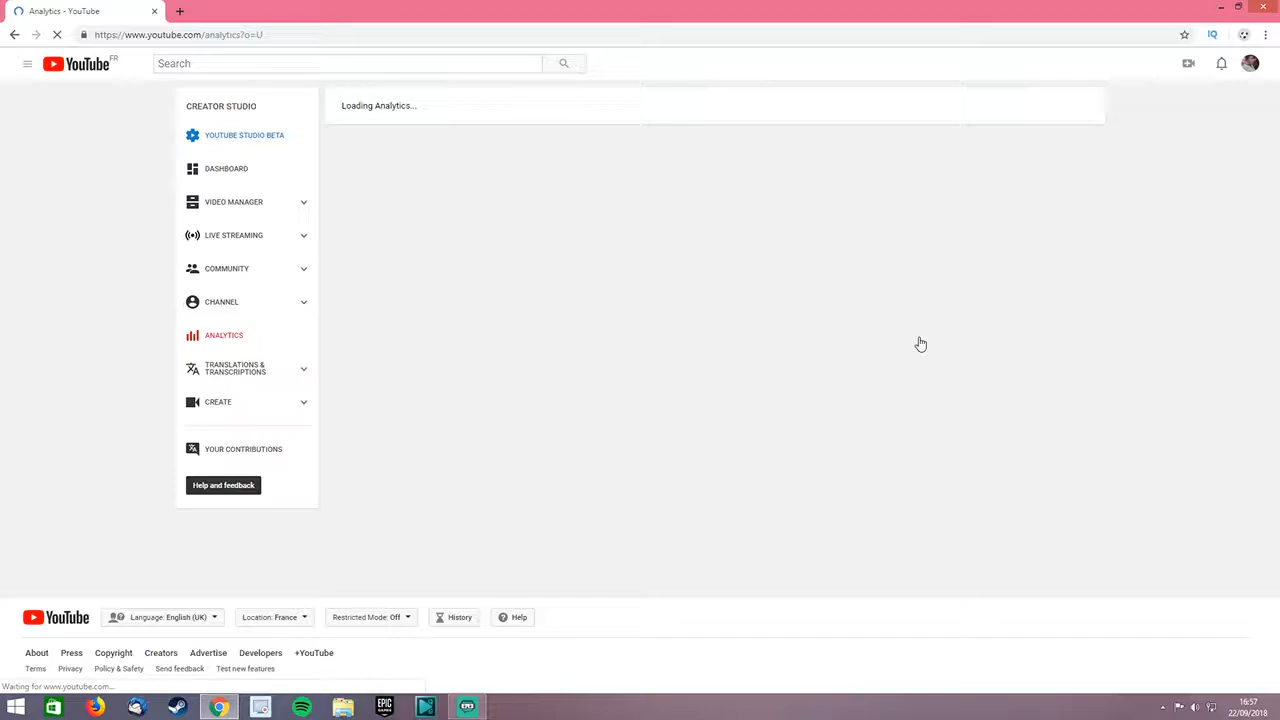 Analytics - YouTube
https://www.youtube.com/analytics?o=U
IQ
YouTube FR
Search
CREATOR STUDIO
YOUTUBE STUDIO BETA
DASHBOARD
VIDEO MANAGER
LIVE STREAMING
COMMUNITY
CHANNEL
ANALYTICS
TRANSLATIONS &
TRANSCRIPTIONS
CREATE
YOUR CONTRIBUTIONS
Help and feedback
Loading Analytics...
YouTube
Language: English (UK)
Location: France
Restricted Mode: Off
History
Help
About Press Copyright Creators Advertise Developers +YouTube
Terms Privacy Policy & Safety Send feedback Test new features
Waiting for www.youtube.com...
EPIC
GAMES
16:57
22/09/2018